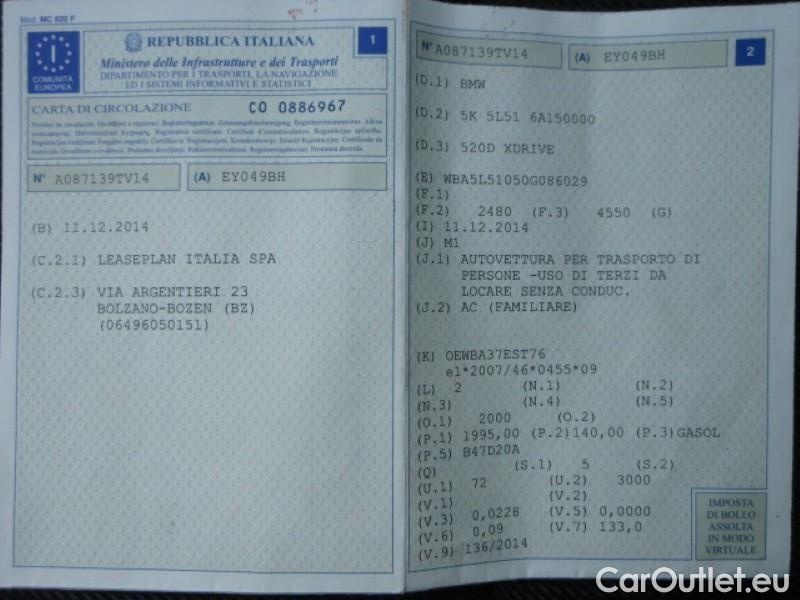 Mod. MC 820 F
I
COMUNITÀ
EUROPEA
REPUBBLICA ITALIANA
1
Ministero delle Infrastrutture e dei Trasporti
DIPARTIMENTO PER I TRASPORTI, LA NAVIGAZIONE
ED I SISTEMI INFORMATIVI E STATISTICI
CARTA DI CIRCOLAZIONE CO 0886967
N° A087139TV14 (A) EY049BH
(B) 11.12.2014
(C.2.1) LEASEPLAN ITALIA SPA
(C.2.3) VIA ARGENTIERI 23
BOLZANO-BOZEN (BZ)
(06496050151)
N° A087139TV14 (A) EY049BH 2
(D.1) BMW
(D.2) 5K 5L51 6A150000
(D.3) 520D XDRIVE
(E) WBA5L51050G086029
(F.1)
(F.2) 2480 (F.3) 4550 (G)
(I) 11.12.2014
(J) M1
(J.1) AUTOVETTURA PER TRASPORTO DI
PERSONE -USO DI TERZI DA
LOCARE SENZA CONDUC.
(J.2) AC (FAMILIARE)
(K) OEWBA37EST76
e1*2007/46*0455*09
(L) 2 (N.1) (N.2)
(N.3) (N.4) (N.5)
(O.1) 2000 (O.2)
(P.1) 1995,00 (P.2)140,00 (P.3)GASOL
(P.5) B47D20A
(Q) (S.1) 5 (S.2)
(U.1) 72 (U.2) 3000
(V.1) (V.2)
(V.3) 0,0228 (V.5) 0,0000
(V.6) 0,09 (V.7) 133,0
(V.9) 136/2014
IMPOSTA
DI BOLLO
ASSOLTA
IN MODO
VIRTUALE
CarOutlet.eu